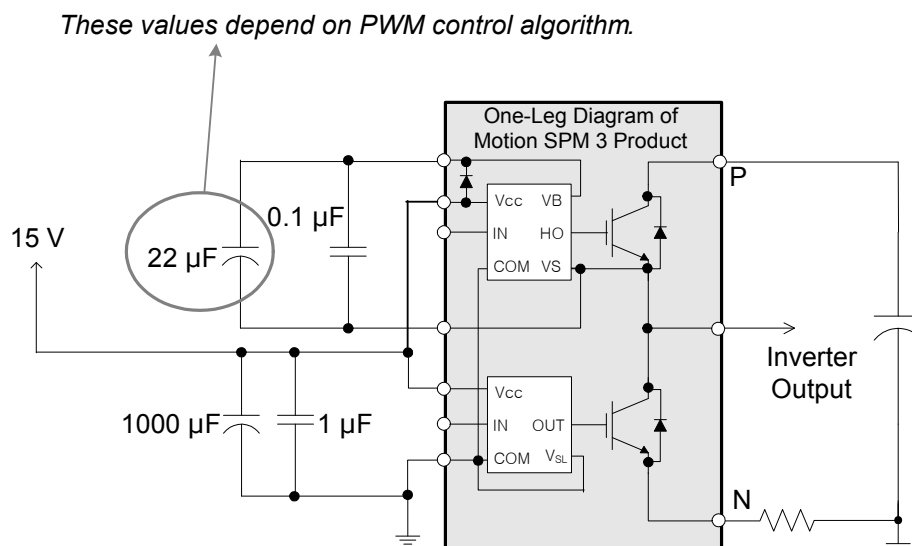 These values depend on PWM control algorithm.
One-Leg Diagram of
Motion SPM 3 Product
P
Vcc VB
0.1 µF
15 V
IN HO
22 µF
COM VS
Inverter
Output
Vcc
1000 µF
1 µF
IN OUT
COM VSL
N